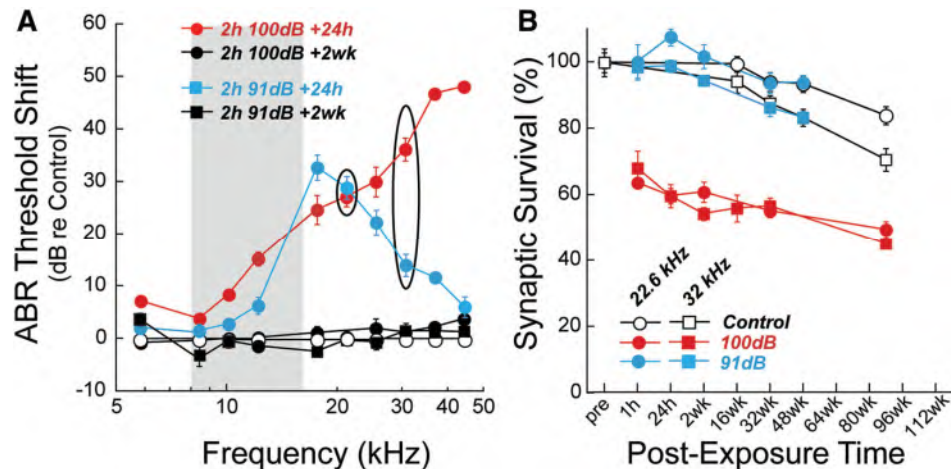 A
ABR Threshold Shift
(dB re Control)
60
50
40
30
20
10
0
-10
2h 100dB +24h
2h 100dB +2wk
2h 91dB +24h
2h 91dB +2wk
5
10
20
30
40
50
Frequency (kHz)
B
Synaptic Survival (%)
100
80
60
40
20
0
22.6 kHz
32 kHz
Control
100dB
91dB
pre
1h
24h
2wk
16wk
32wk
48wk
64wk
80wk
96wk
112wk
Post-Exposure Time